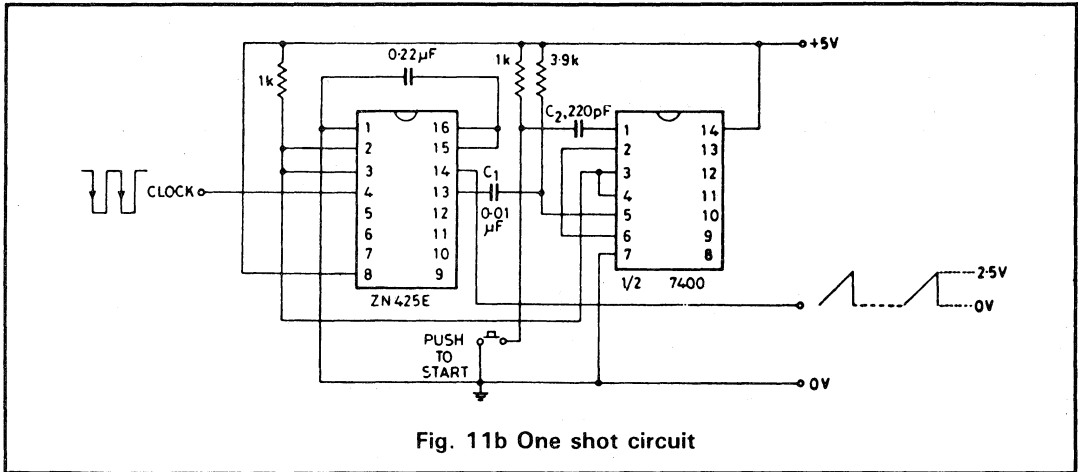 +5V
0·22µF
1k
1k
3·9k
C2, 220pF
1 16
2 15
3 14
4 13
5 12
6 11
7 10
8 9
ZN425E
C1
0·01
µF
1 14
2 13
3 12
4 11
5 10
6 9
7 8
1/2 7400
CLOCK
2·5V
0V
PUSH
TO
START
0V
Fig. 11b One shot circuit